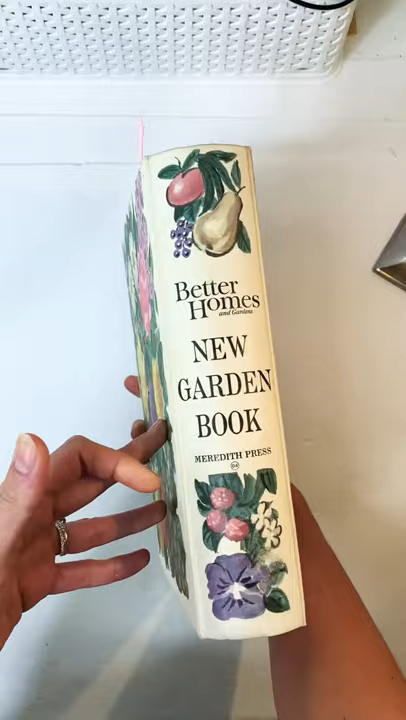 Better
Homes
and Gardens
NEW
GARDEN
BOOK
MEREDITH PRESS